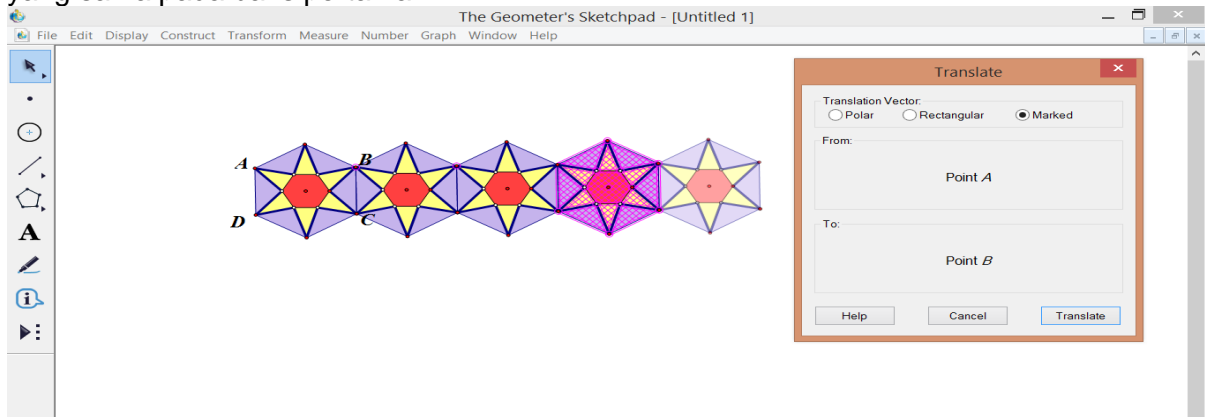 The Geometer's Sketchpad - [Untitled 1]
File Edit Display Construct Transform Measure Number Graph Window Help
Translate
Translation Vector:
Polar Rectangular Marked
From:
Point A
To:
Point B
Help Cancel Translate
A B
D C
A